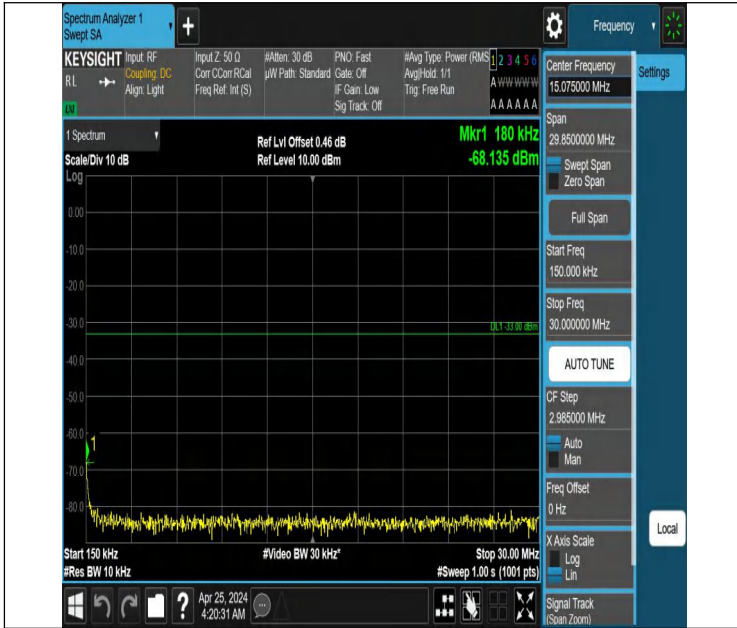 Spectrum Analyzer 1
Swept SA
+
Frequency
KEYSIGHT
RL
LXI
Input: RF
Coupling: DC
Align: Light
Input Z: 50 Ω
Corr CCorr RCal
Freq Ref: Int (S)
#Atten: 30 dB
µW Path: Standard
PNO: Fast
Gate: Off
IF Gain: Low
Sig Track: Off
#Avg Type: Power (RMS
Avg|Hold: 1/1
Trig: Free Run
1 2 3 4 5 6
A W W W W W
A A A A A A
1 Spectrum
Scale/Div 10 dB
Log
Ref Lvl Offset 0.46 dB
Ref Level 10.00 dBm
Mkr1 180 kHz
-68.135 dBm
0.00
-10.0
-20.0
-30.0
-40.0
-50.0
-60.0
-70.0
-80.0
DL1 -33.00 dBm
1
Start 150 kHz
#Res BW 10 kHz
#Video BW 30 kHz*
Stop 30.00 MHz
#Sweep 1.00 s (1001 pts)
?
Apr 25, 2024
4:20:31 AM
Center Frequency
15.075000 MHz
Span
29.8500000 MHz
Swept Span
Zero Span
Full Span
Start Freq
150.000 kHz
Stop Freq
30.000000 MHz
AUTO TUNE
CF Step
2.985000 MHz
Auto
Man
Freq Offset
0 Hz
X Axis Scale
Log
Lin
Signal Track
(Span Zoom)
Settings
Local